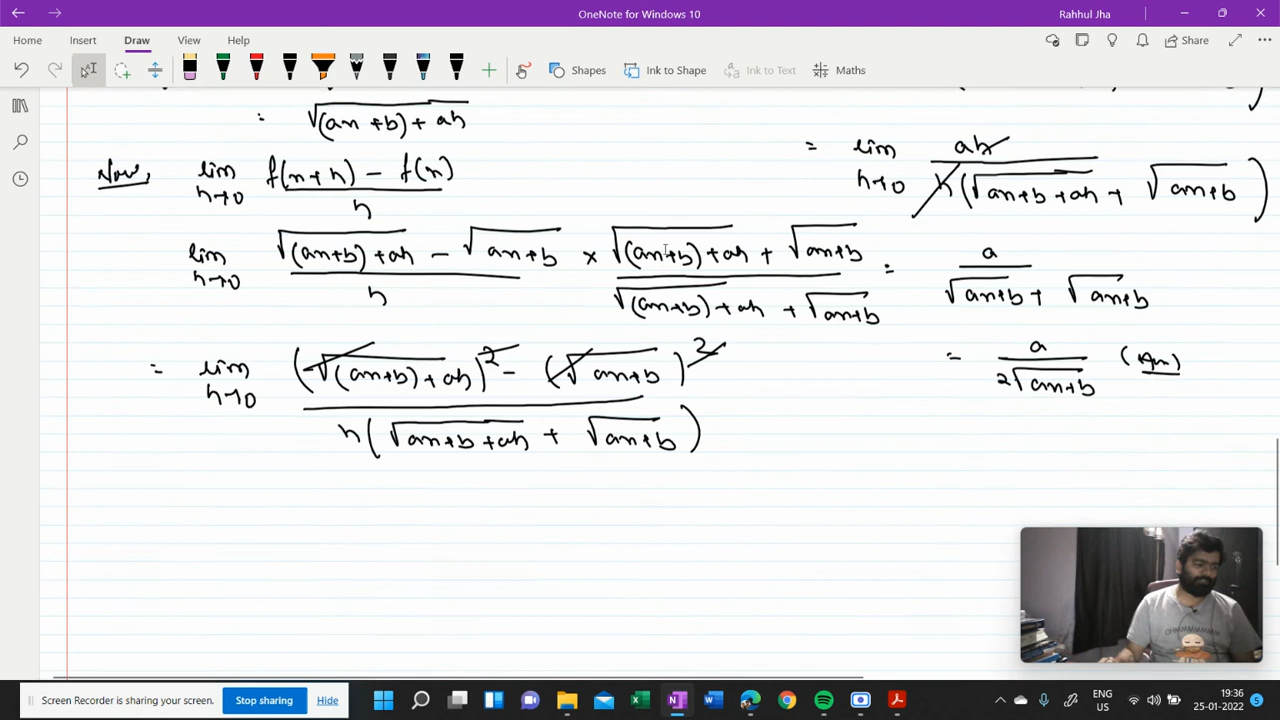 OneNote for Windows 10
Rahhul Jha
Home Insert Draw View Help
Share
Shapes
Ink to Shape
Ink to Text
Maths
= √(ax+b)+ah
Now, lim h→0 f(x+h) - f(x) / h
lim h→0 √(ax+b)+ah - √ax+b / h × √(ax+b)+ah + √ax+b / √(ax+b)+ah + √ax+b
= lim h→0 (√(ax+b)+ah)² - (√ax+b)² / h(√ax+b+ah + √ax+b)
= lim h→0 ah / h(√ax+b+ah + √ax+b)
= a / √ax+b + √ax+b
= a / 2√ax+b (Ans)
OHMMMMMMMM
Screen Recorder is sharing your screen.
Stop sharing
Hide
ENG
US
19:36
25-01-2022
5